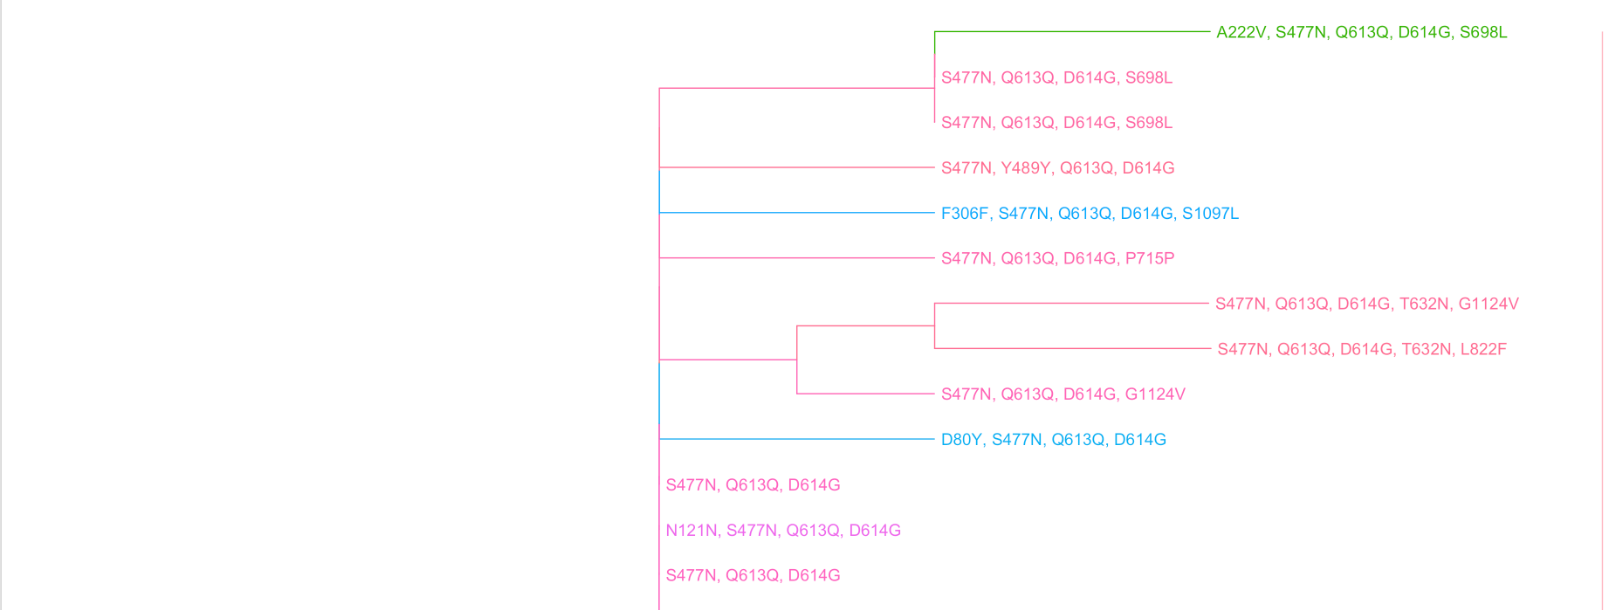 A222V, S477N, Q613Q, D614G, S698L
S477N, Q613Q, D614G, S698L
S477N, Q613Q, D614G, S698L
S477N, Y489Y, Q613Q, D614G
F306F, S477N, Q613Q, D614G, S1097L
S477N, Q613Q, D614G, P715P
S477N, Q613Q, D614G, T632N, G1124V
S477N, Q613Q, D614G, T632N, L822F
S477N, Q613Q, D614G, G1124V
D80Y, S477N, Q613Q, D614G
S477N, Q613Q, D614G
N121N, S477N, Q613Q, D614G
S477N, Q613Q, D614G